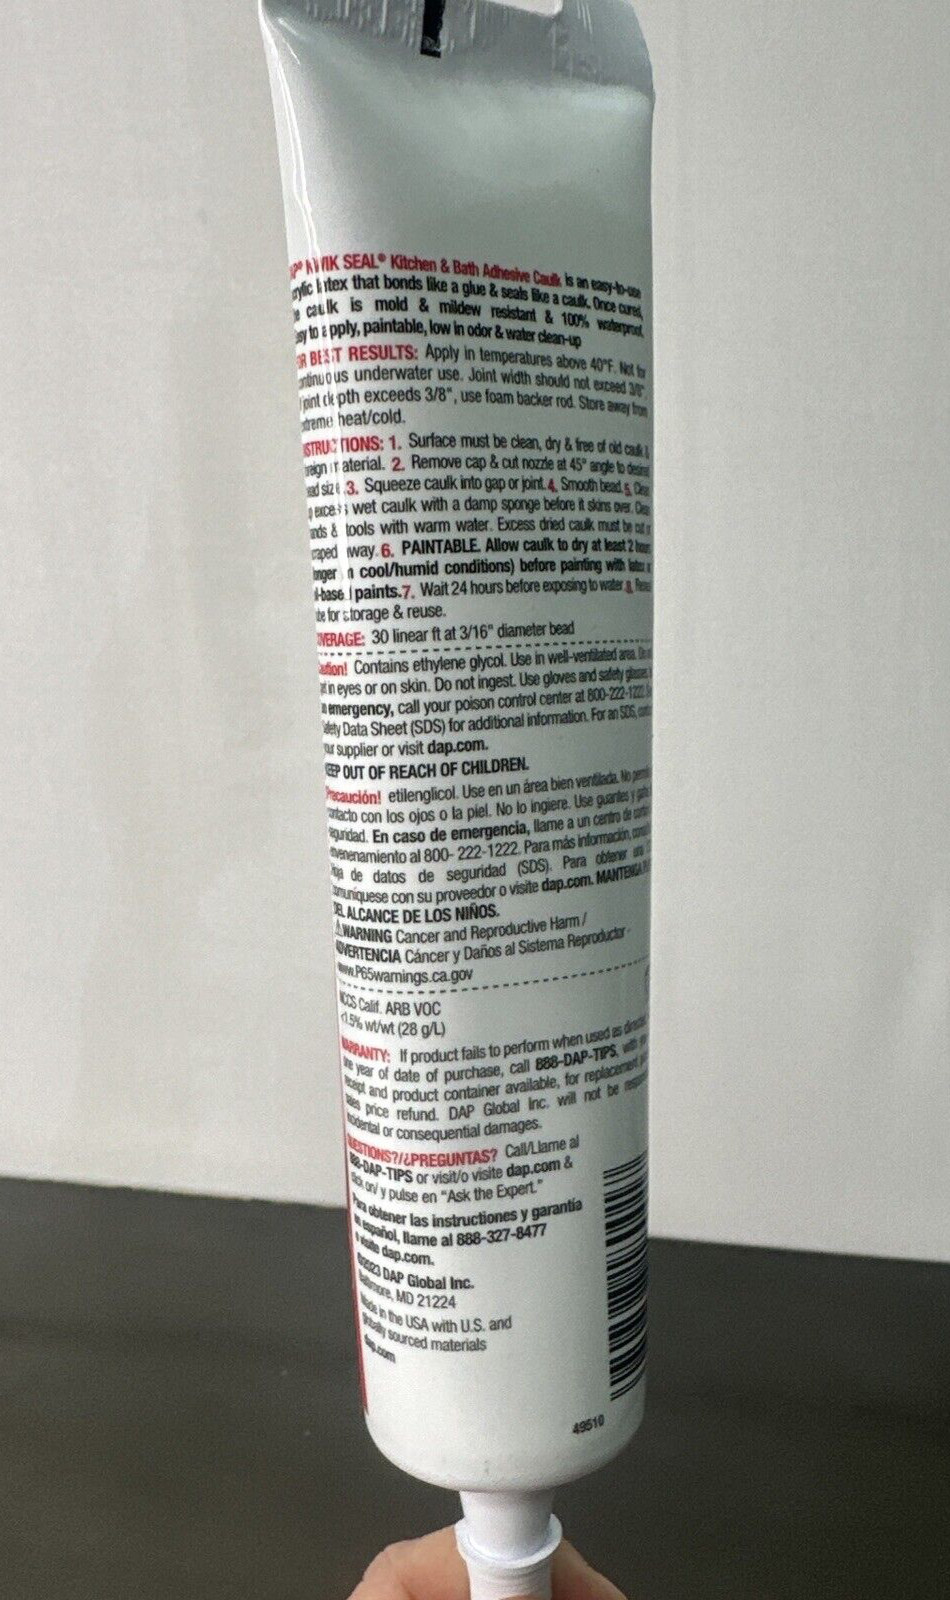 KWIK SEAL® Kitchen & Bath Adhesive Caulk is an easy-to-use
latex that bonds like a glue & seals like a caulk. Once cured,
caulk is mold & mildew resistant & 100% waterproof,
to apply, paintable, low in odor & water clean-up
BEST RESULTS: Apply in temperatures above 40°F. Not for
continuous underwater use. Joint width should not exceed 3/8".
joint depth exceeds 3/8", use foam backer rod. Store away from
heat/cold.
INSTRUCTIONS: 1. Surface must be clean, dry & free of old caulk &
material. 2. Remove cap & cut nozzle at 45° angle to desired
size. 3. Squeeze caulk into gap or joint. 4. Smooth bead. 5. Clean
excess wet caulk with a damp sponge before it skins over. Clean
& tools with warm water. Excess dried caulk must be cut or
away. 6. PAINTABLE. Allow caulk to dry at least 2 hours
in cool/humid conditions) before painting with latex or
paints. 7. Wait 24 hours before exposing to water. 8.
for storage & reuse.
COVERAGE: 30 linear ft at 3/16" diameter bead
Caution! Contains ethylene glycol. Use in well-ventilated area.
in eyes or on skin. Do not ingest. Use gloves and safety glasses.
emergency, call your poison control center at 800-222-1222.
Safety Data Sheet (SDS) for additional information. For an SDS,
supplier or visit dap.com.
KEEP OUT OF REACH OF CHILDREN.
¡Precaución! etilenglicol. Use en un área bien ventilada. No
contacto con los ojos o la piel. No lo ingiere. Use guantes y
seguridad. En caso de emergencia, llame a un centro de
envenenamiento al 800- 222-1222. Para más información,
Hoja de datos de seguridad (SDS). Para obtener
comuníquese con su proveedor o visite dap.com. MANTENGA
DEL ALCANCE DE LOS NIÑOS.
⚠WARNING Cancer and Reproductive Harm /
ADVERTENCIA Cáncer y Daños al Sistema Reproductor -
www.P65warnings.ca.gov
Calif. ARB VOC
<1.5% wt/wt (28 g/L)
WARRANTY: If product fails to perform when used as directed
one year of date of purchase, call 888-DAP-TIPS, with
receipt and product container available, for replacement
sales price refund. DAP Global Inc. will not be
incidental or consequential damages.
QUESTIONS?/¿PREGUNTAS? Call/Llame al
888-DAP-TIPS or visit/o visite dap.com &
click on/ y pulse en "Ask the Expert."
Para obtener las instrucciones y garantía
en español, llame al 888-327-8477
o visite dap.com.
©2023 DAP Global Inc.
Baltimore, MD 21224
Made in the USA with U.S. and
globally sourced materials
dap.com
49510